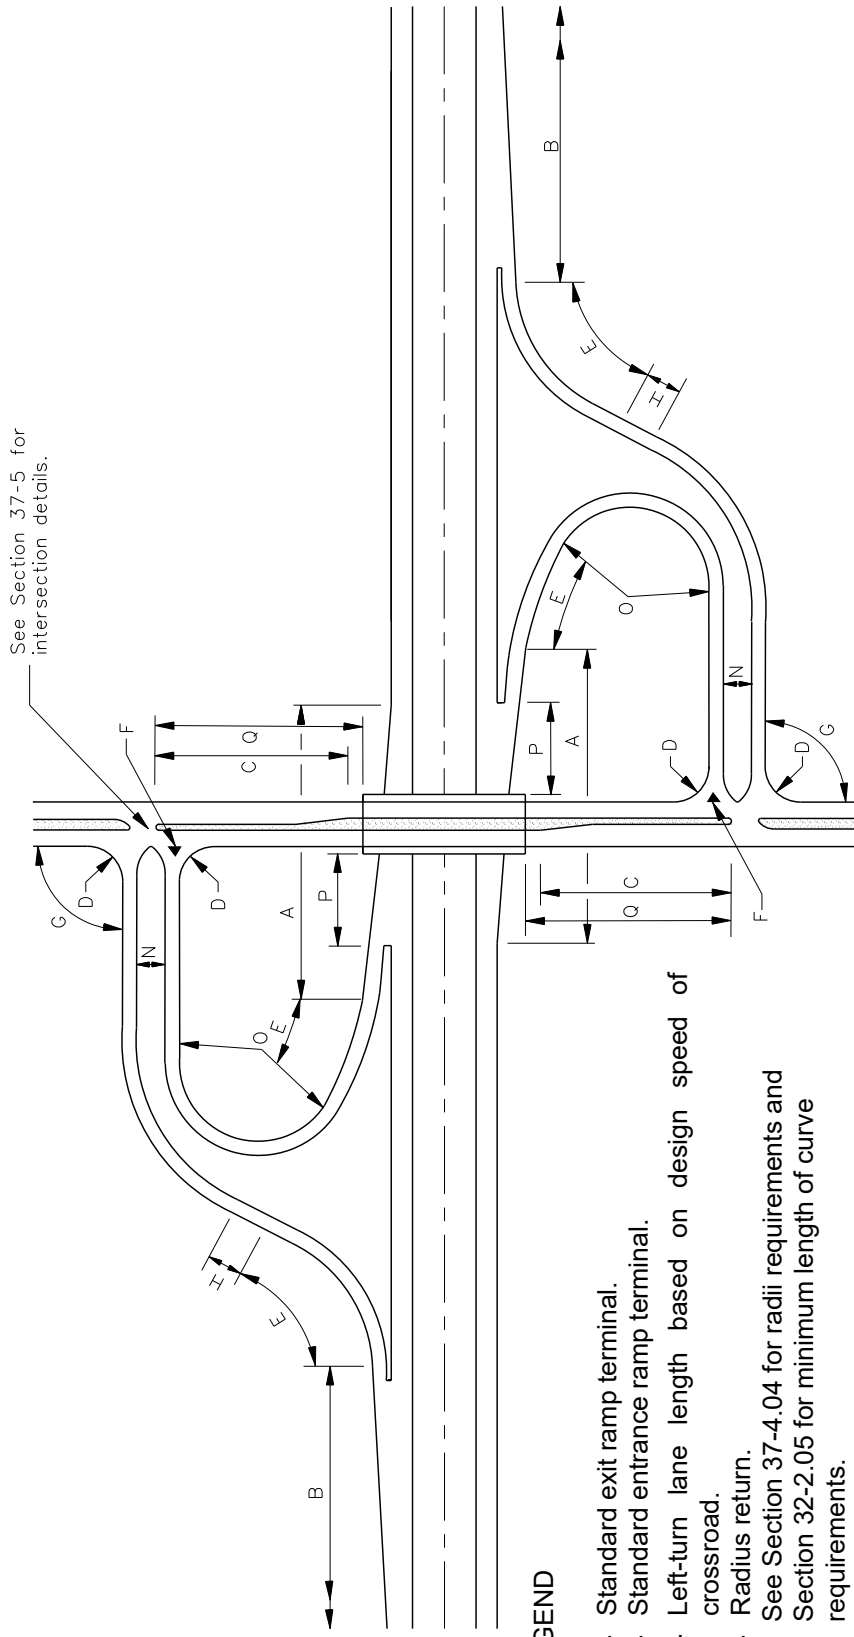 See Section 37-5 for
intersection details.
B
E
H
A
P
E
O
N
G
D
D
F
Q
C
F
Q
C
G
D
D
N
O
E
A
P
H
E
B
GEND
Standard exit ramp terminal.
Standard entrance ramp terminal.
Left-turn lane length based on design speed of
crossroad.
Radius return.
See Section 37-4.04 for radii requirements and
Section 32-2.05 for minimum length of curve
requirements.